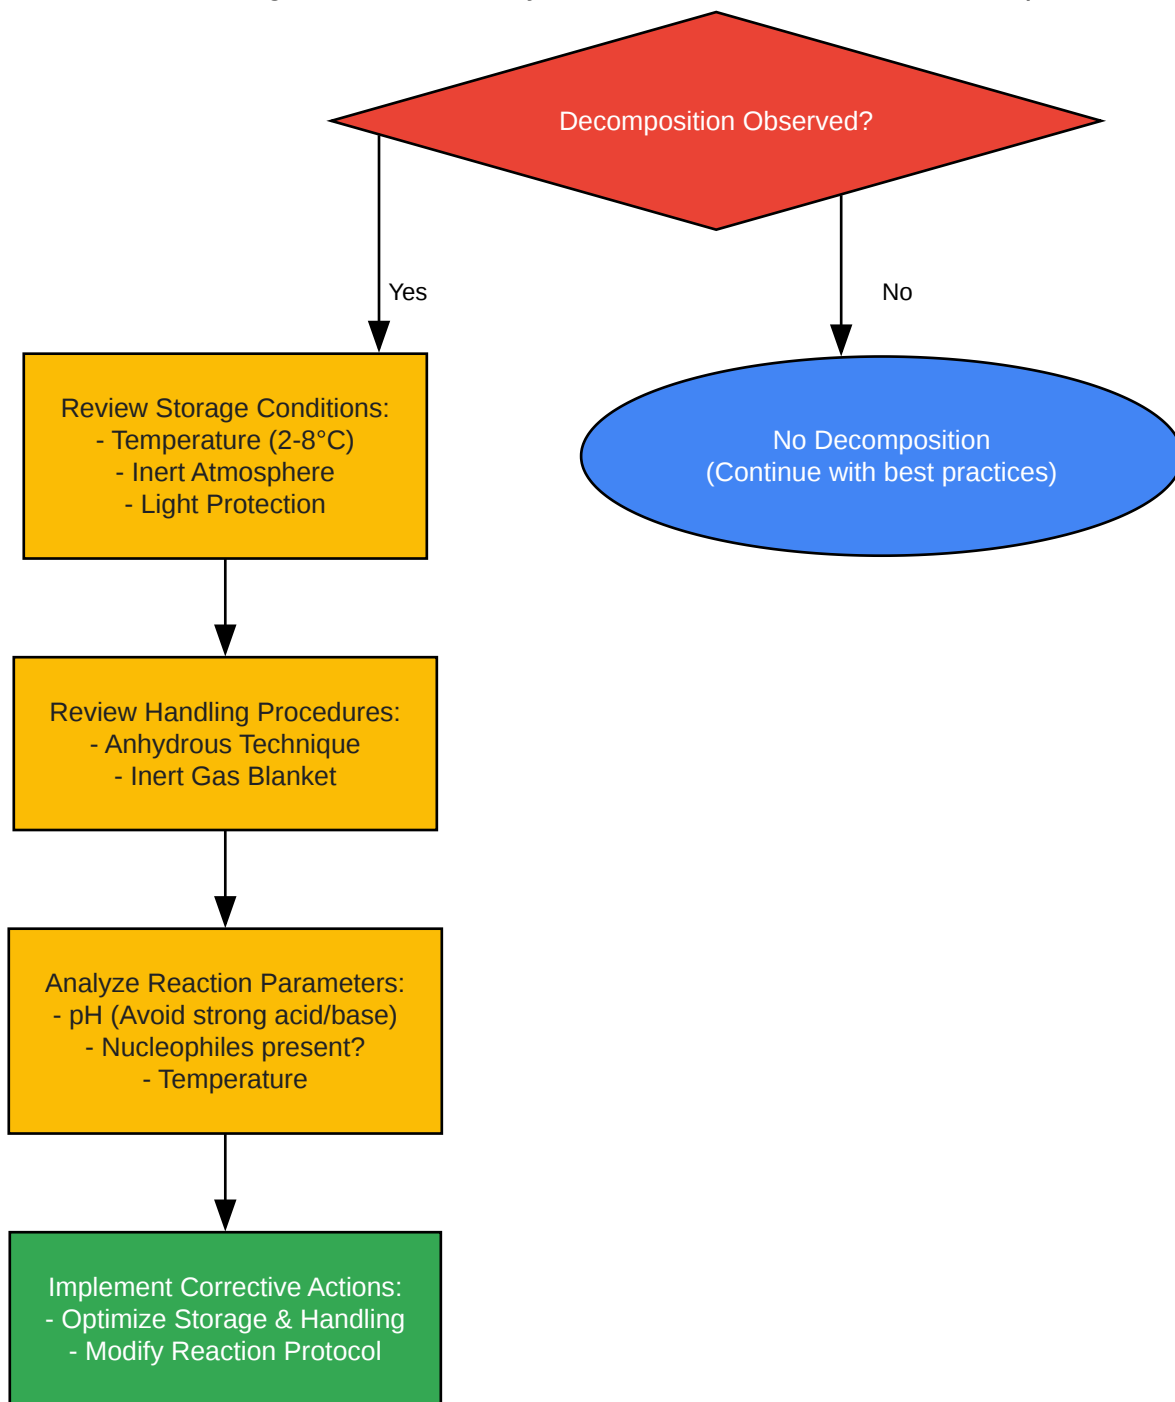 Decomposition Observed?
Yes
No
Review Storage Conditions:
- Temperature (2-8°C)
- Inert Atmosphere
- Light Protection
No Decomposition
(Continue with best practices)
Review Handling Procedures:
- Anhydrous Technique
- Inert Gas Blanket
Analyze Reaction Parameters:
- pH (Avoid strong acid/base)
- Nucleophiles present?
- Temperature
Implement Corrective Actions:
- Optimize Storage & Handling
- Modify Reaction Protocol